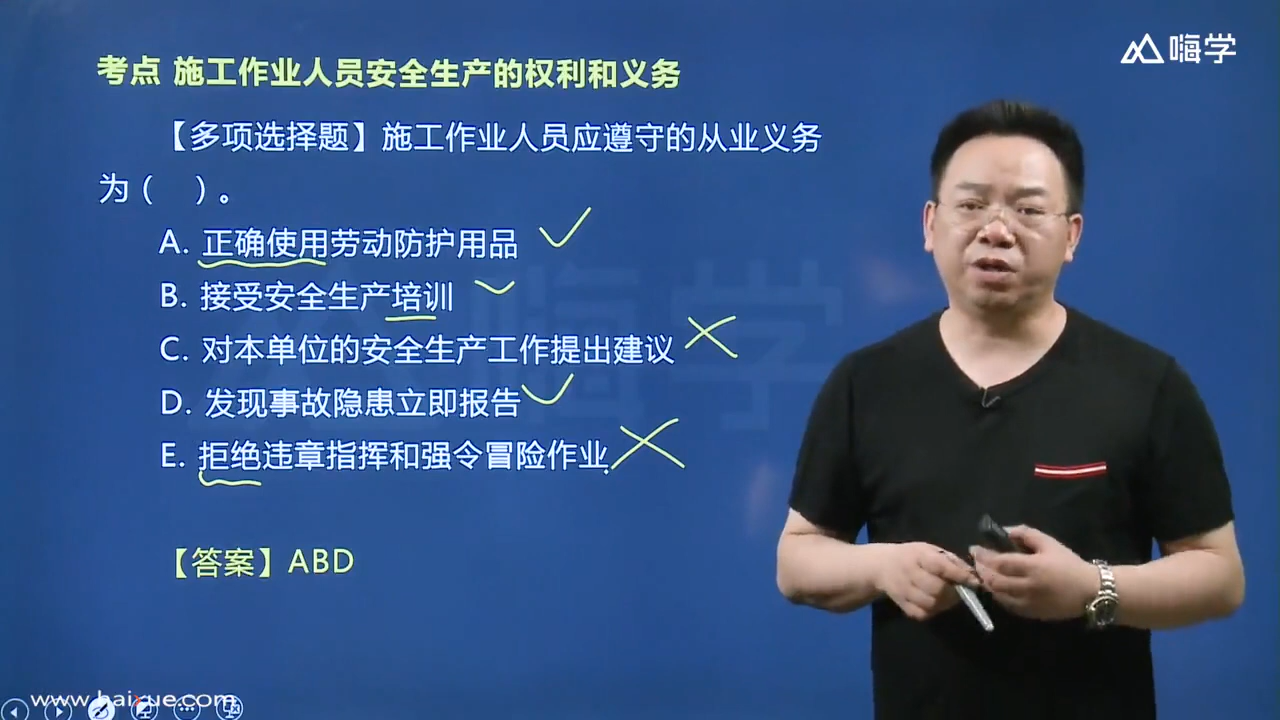 嗨学
考点 施工作业人员安全生产的权利和义务
【多项选择题】施工作业人员应遵守的从业义务
为（ ）。
A. 正确使用劳动防护用品
B. 接受安全生产培训
C. 对本单位的安全生产工作提出建议
D. 发现事故隐患立即报告
E. 拒绝违章指挥和强令冒险作业.
【答案】ABD
www.haixue.com
嗨学